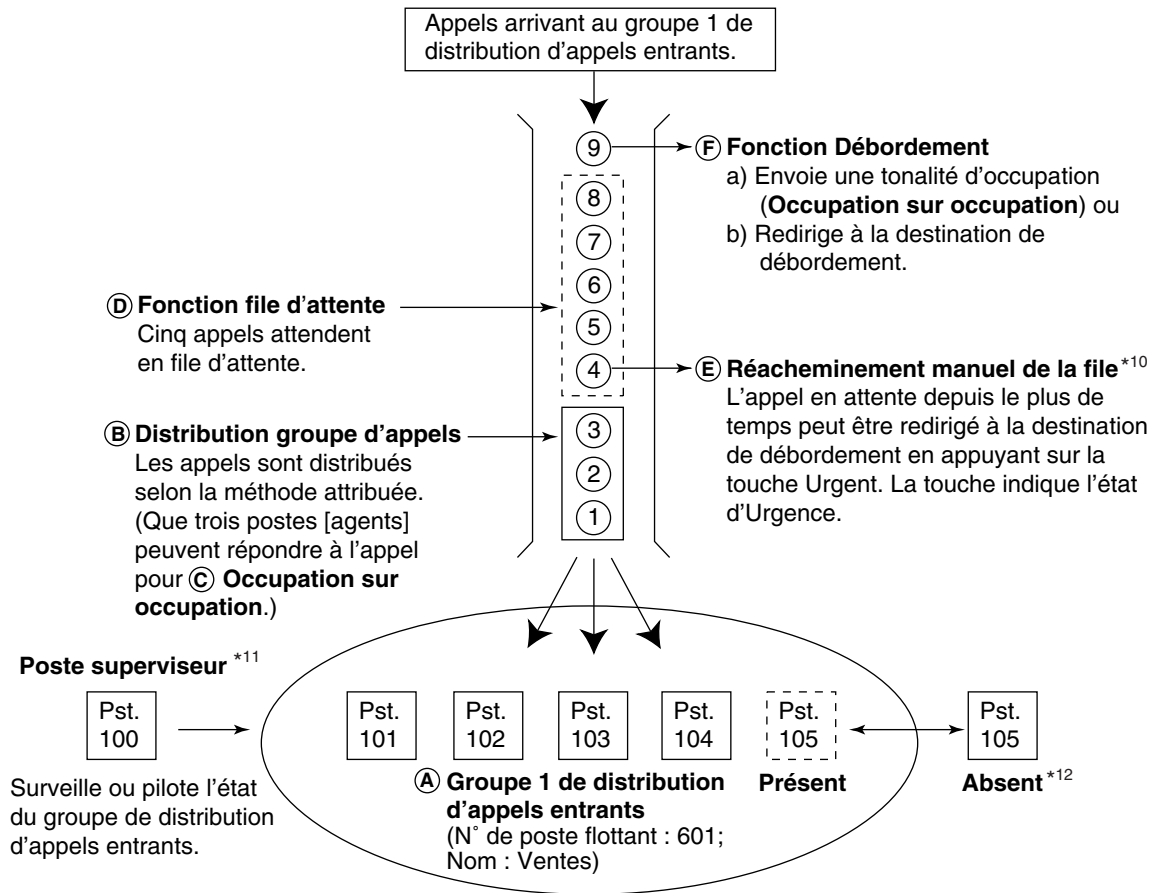 Appels arrivant au groupe 1 de
distribution d'appels entrants.
9
Ⓕ Fonction Débordement
a) Envoie une tonalité d'occupation
(Occupation sur occupation) ou
b) Redirige à la destination de
débordement.
8
7
6
5
4
Ⓓ Fonction file d'attente
Cinq appels attendent
en file d'attente.
Ⓔ Réacheminement manuel de la file *10
L'appel en attente depuis le plus de
temps peut être redirigé à la destination
de débordement en appuyant sur la
touche Urgent. La touche indique l'état
d'Urgence.
Ⓑ Distribution groupe d'appels
Les appels sont distribués
selon la méthode attribuée.
(Que trois postes [agents]
peuvent répondre à l'appel
pour Ⓒ Occupation sur
occupation.)
3
2
1
Poste superviseur *11
Pst.
100
Surveille ou pilote l'état
du groupe de distribution
d'appels entrants.
Pst.
101
Pst.
102
Pst.
103
Pst.
104
Pst.
105
Présent
Pst.
105
Absent *12
Ⓐ Groupe 1 de distribution
d'appels entrants
(N° de poste flottant : 601;
Nom : Ventes)